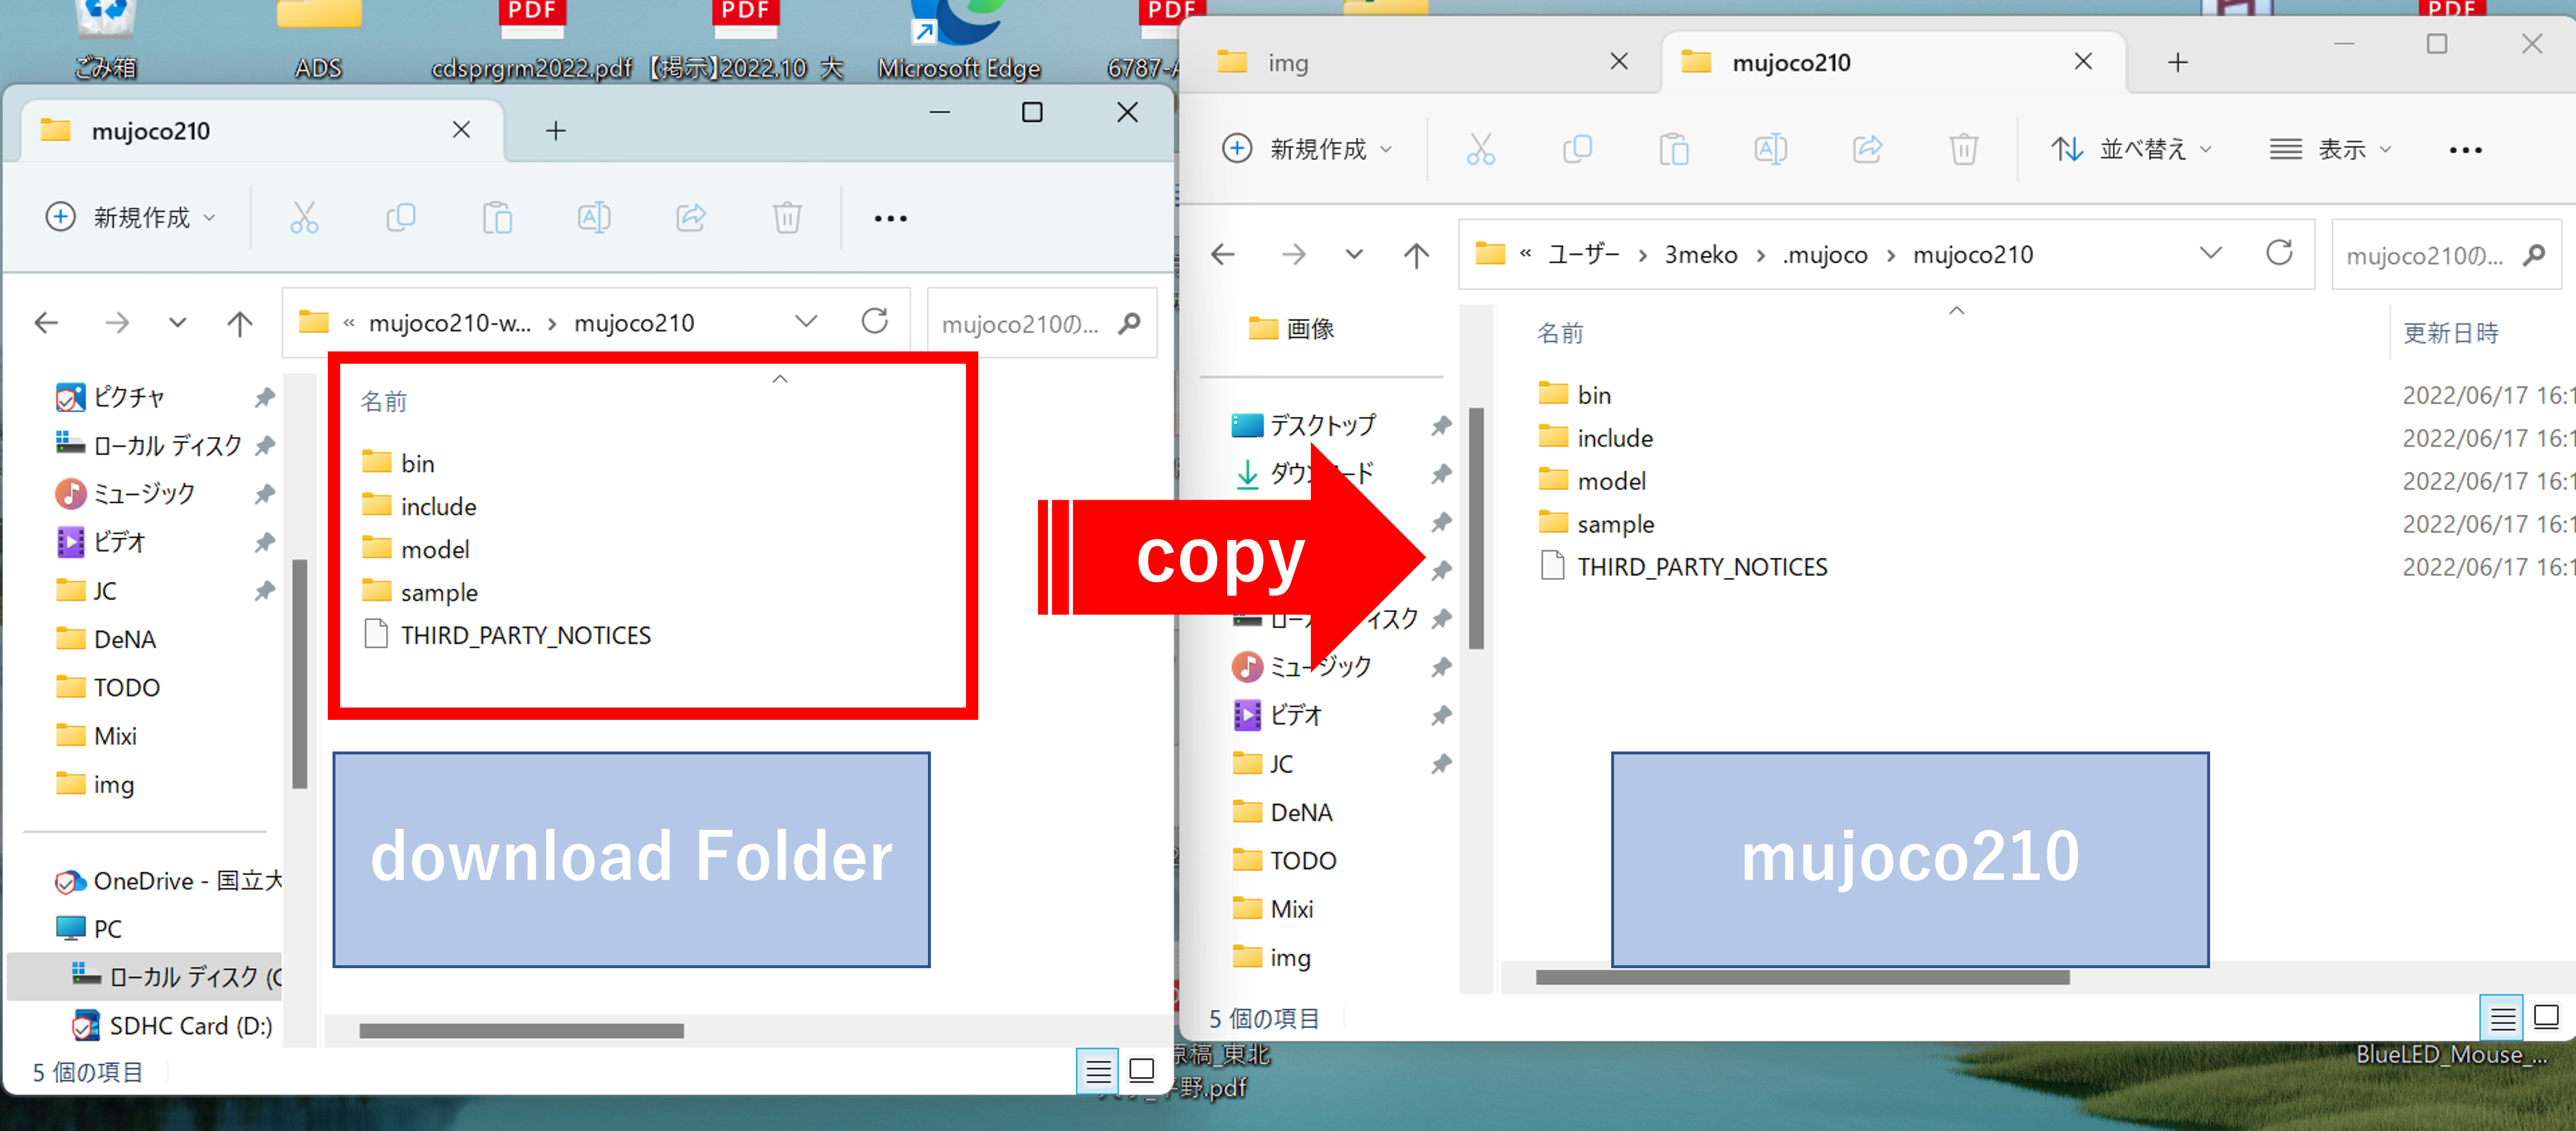 PDF
PDF
PDF
PDF
ごみ箱
ADS
cdsprgrm2022.pdf
【掲示】2022.10 大
Microsoft Edge
6787-A
mujoco210
新規作成
mujoco210-w...
mujoco210
mujoco210の...
ピクチャ
ローカル ディスク
ミュージック
ビデオ
JC
DeNA
TODO
Mixi
img
OneDrive - 国立大
PC
ローカル ディスク (C
SDHC Card (D:)
5 個の項目
名前
bin
include
model
sample
THIRD_PARTY_NOTICES
download Folder
copy
img
mujoco210
新規作成
並べ替え
表示
« ユーザー > 3meko > .mujoco > mujoco210
mujoco210の...
画像
デスクトップ
ミュージック
ビデオ
JC
DeNA
TODO
Mixi
img
5 個の項目
名前
更新日時
bin
2022/06/17 16:1
include
2022/06/17 16:1
model
2022/06/17 16:1
sample
2022/06/17 16:1
THIRD_PARTY_NOTICES
2022/06/17 16:1
mujoco210
原稿_東北
平野.pdf
BlueLED_Mouse_...